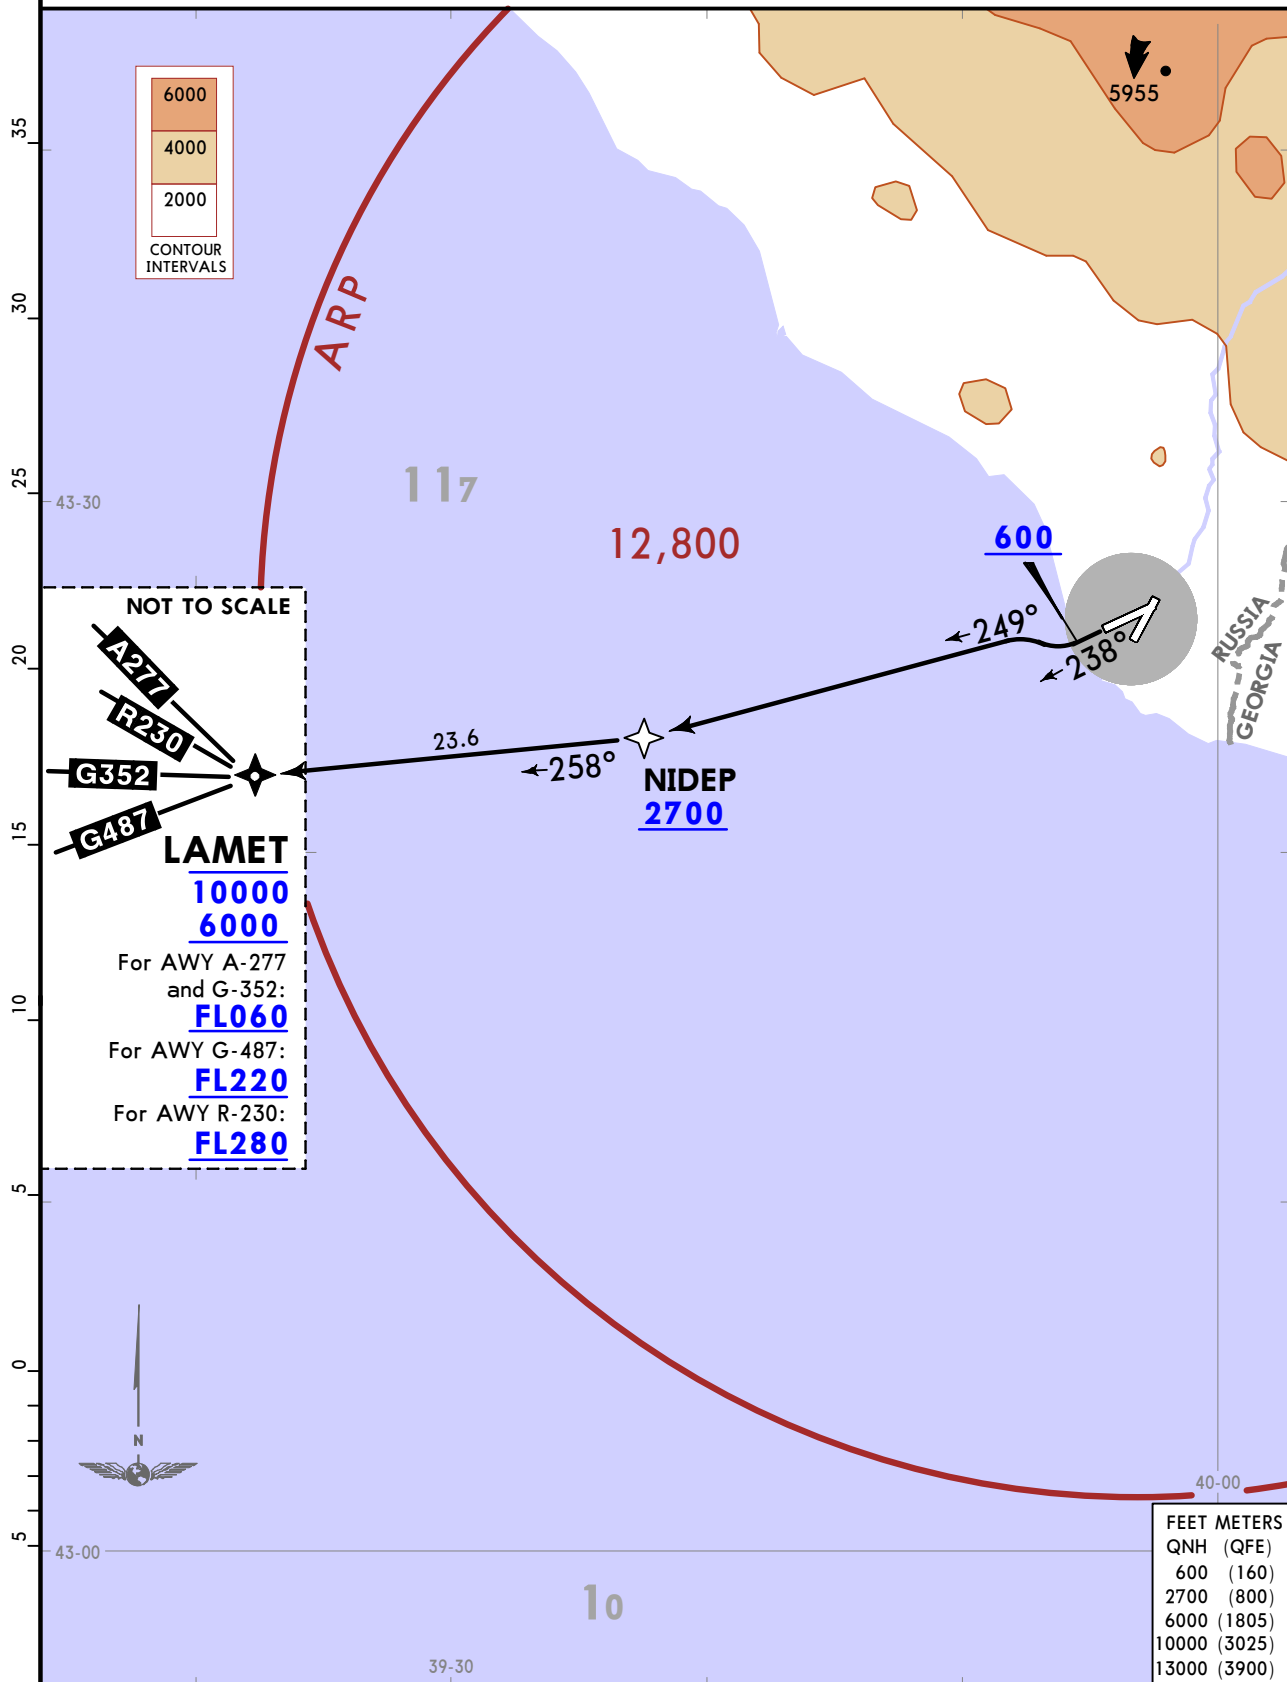 6000
4000
2000
CONTOUR
INTERVALS
5955
35
30
25
20
15
10
5
0
5
ARP
43-30
117
12,800
600
NOT TO SCALE
A277
R230
G352
G487
249°
238°
RUSSIA
GEORGIA
23.6
258°
NIDEP
2700
LAMET
10000
6000
For AWY A-277
and G-352:
FL060
For AWY G-487:
FL220
For AWY R-230:
FL280
N
40-00
43-00
10
39-30
FEET METERS
QNH (QFE)
600 (160)
2700 (800)
6000 (1805)
10000 (3025)
13000 (3900)